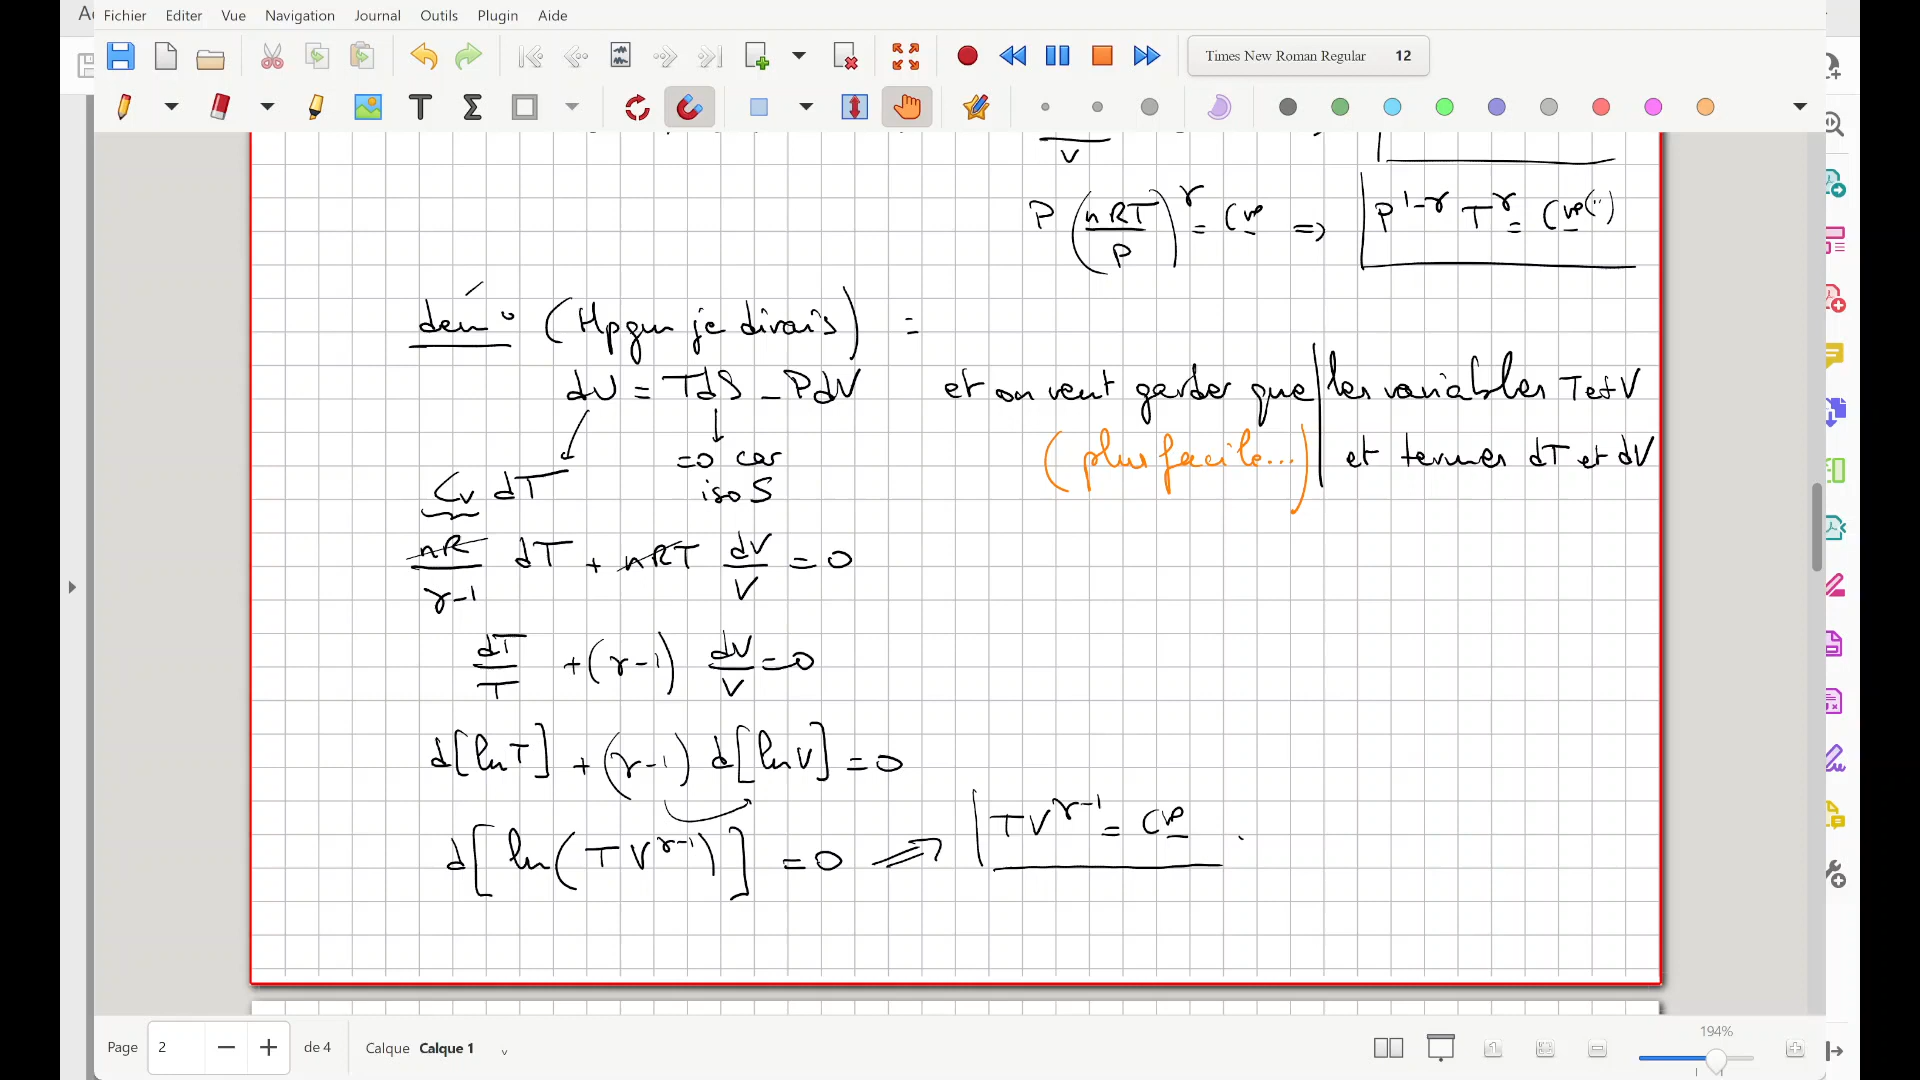 Fichier Editer Vue Navigation Journal Outils Plugin Aide
Times New Roman Regular 12
V
P (nRT/P)^γ = Cte => P^1-γ T^γ = Cte(")
dém° (Hpgm je dirais) =
dU = TdS - PdV et on veut garder que les variables T et V
(plus facile...) et termes dT et dV
=0 car
iso S
Cv dT
nR/γ-1 dT + nRT dV/V = 0
dT/T + (γ-1) dV/V = 0
d[ln T] + (γ-1) d[ln V] = 0
d[ln(TV^γ-1)] = 0 => TV^γ-1 = Cte
Page 2 de 4 Calque Calque 1
194%